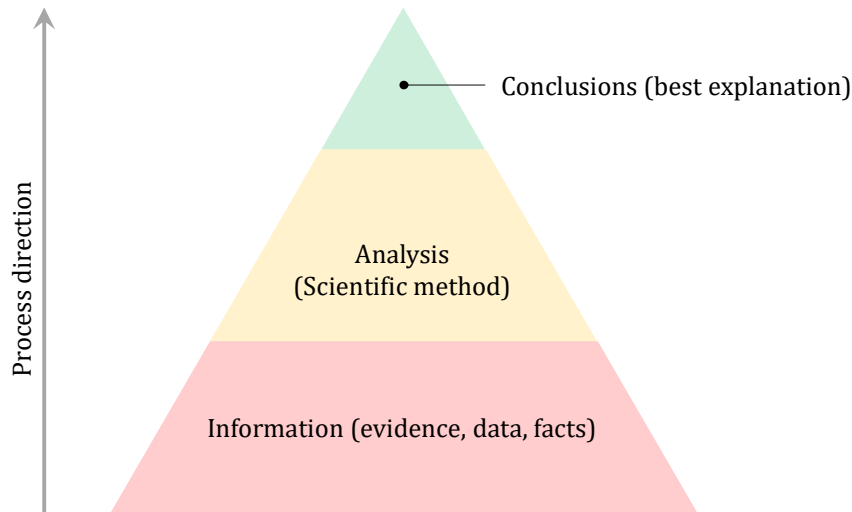 Conclusions (best explanation)
Analysis
(Scientific method)
Information (evidence, data, facts)
Process direction